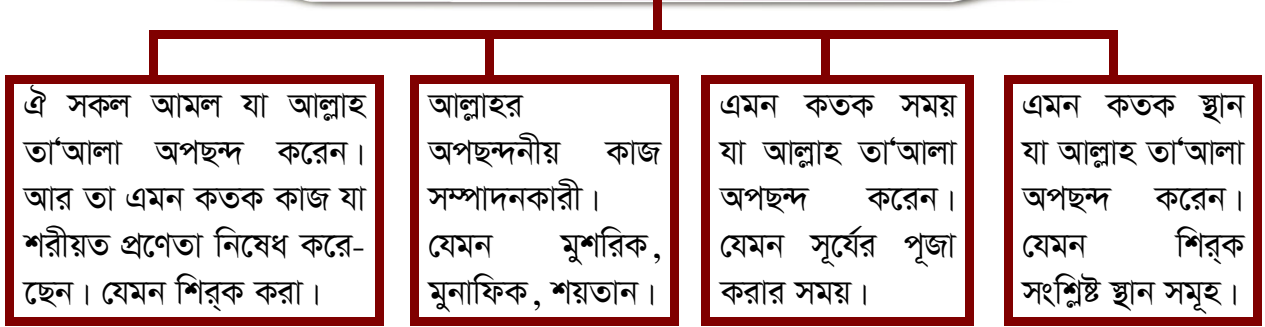 ঐ সকল আমল যা আল্লাহ
তা‘আলা অপছন্দ করেন।
আর তা এমন কতক কাজ যা
শরীয়ত প্রণেতা নিষেধ করে-
ছেন। যেমন শির্ক করা।
আল্লাহর
অপছন্দনীয় কাজ
সম্পাদনকারী।
যেমন মুশরিক,
মুনাফিক, শয়তান।
এমন কতক সময়
যা আল্লাহ তা‘আলা
অপছন্দ করেন।
যেমন সূর্যের পূজা
করার সময়।
এমন কতক স্থান
যা আল্লাহ তা‘আলা
অপছন্দ করেন।
যেমন শির্ক
সংশ্লিষ্ট স্থান সমূহ।